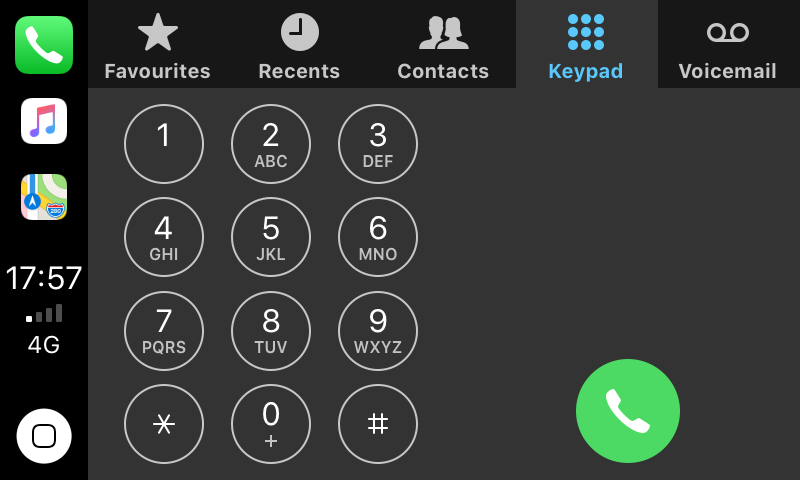 Favourites Recents Contacts Keypad Voicemail
1 2 3
ABC DEF
4 5 6
GHI JKL MNO
7 8 9
PQRS TUV WXYZ
* 0 #
+
280
17:57
4G